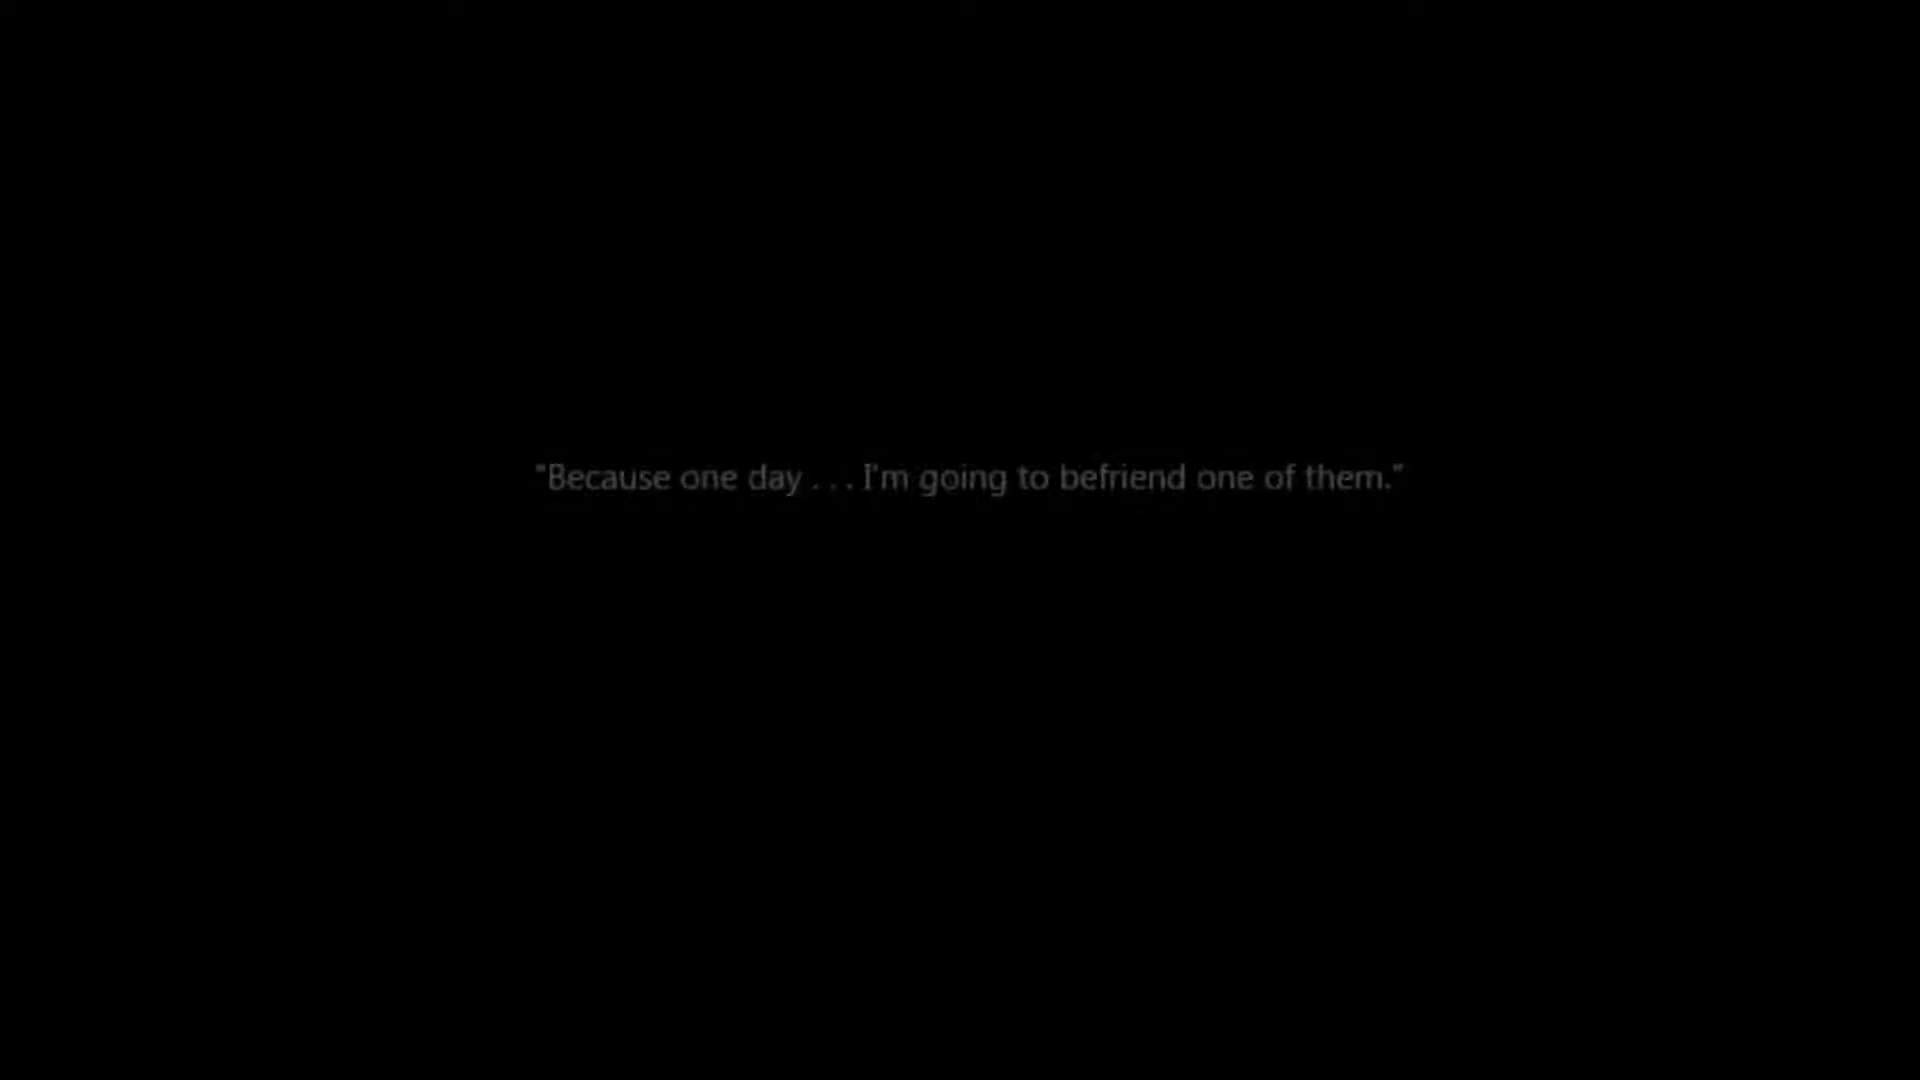 "Because one day . . . I'm going to befriend one of them."